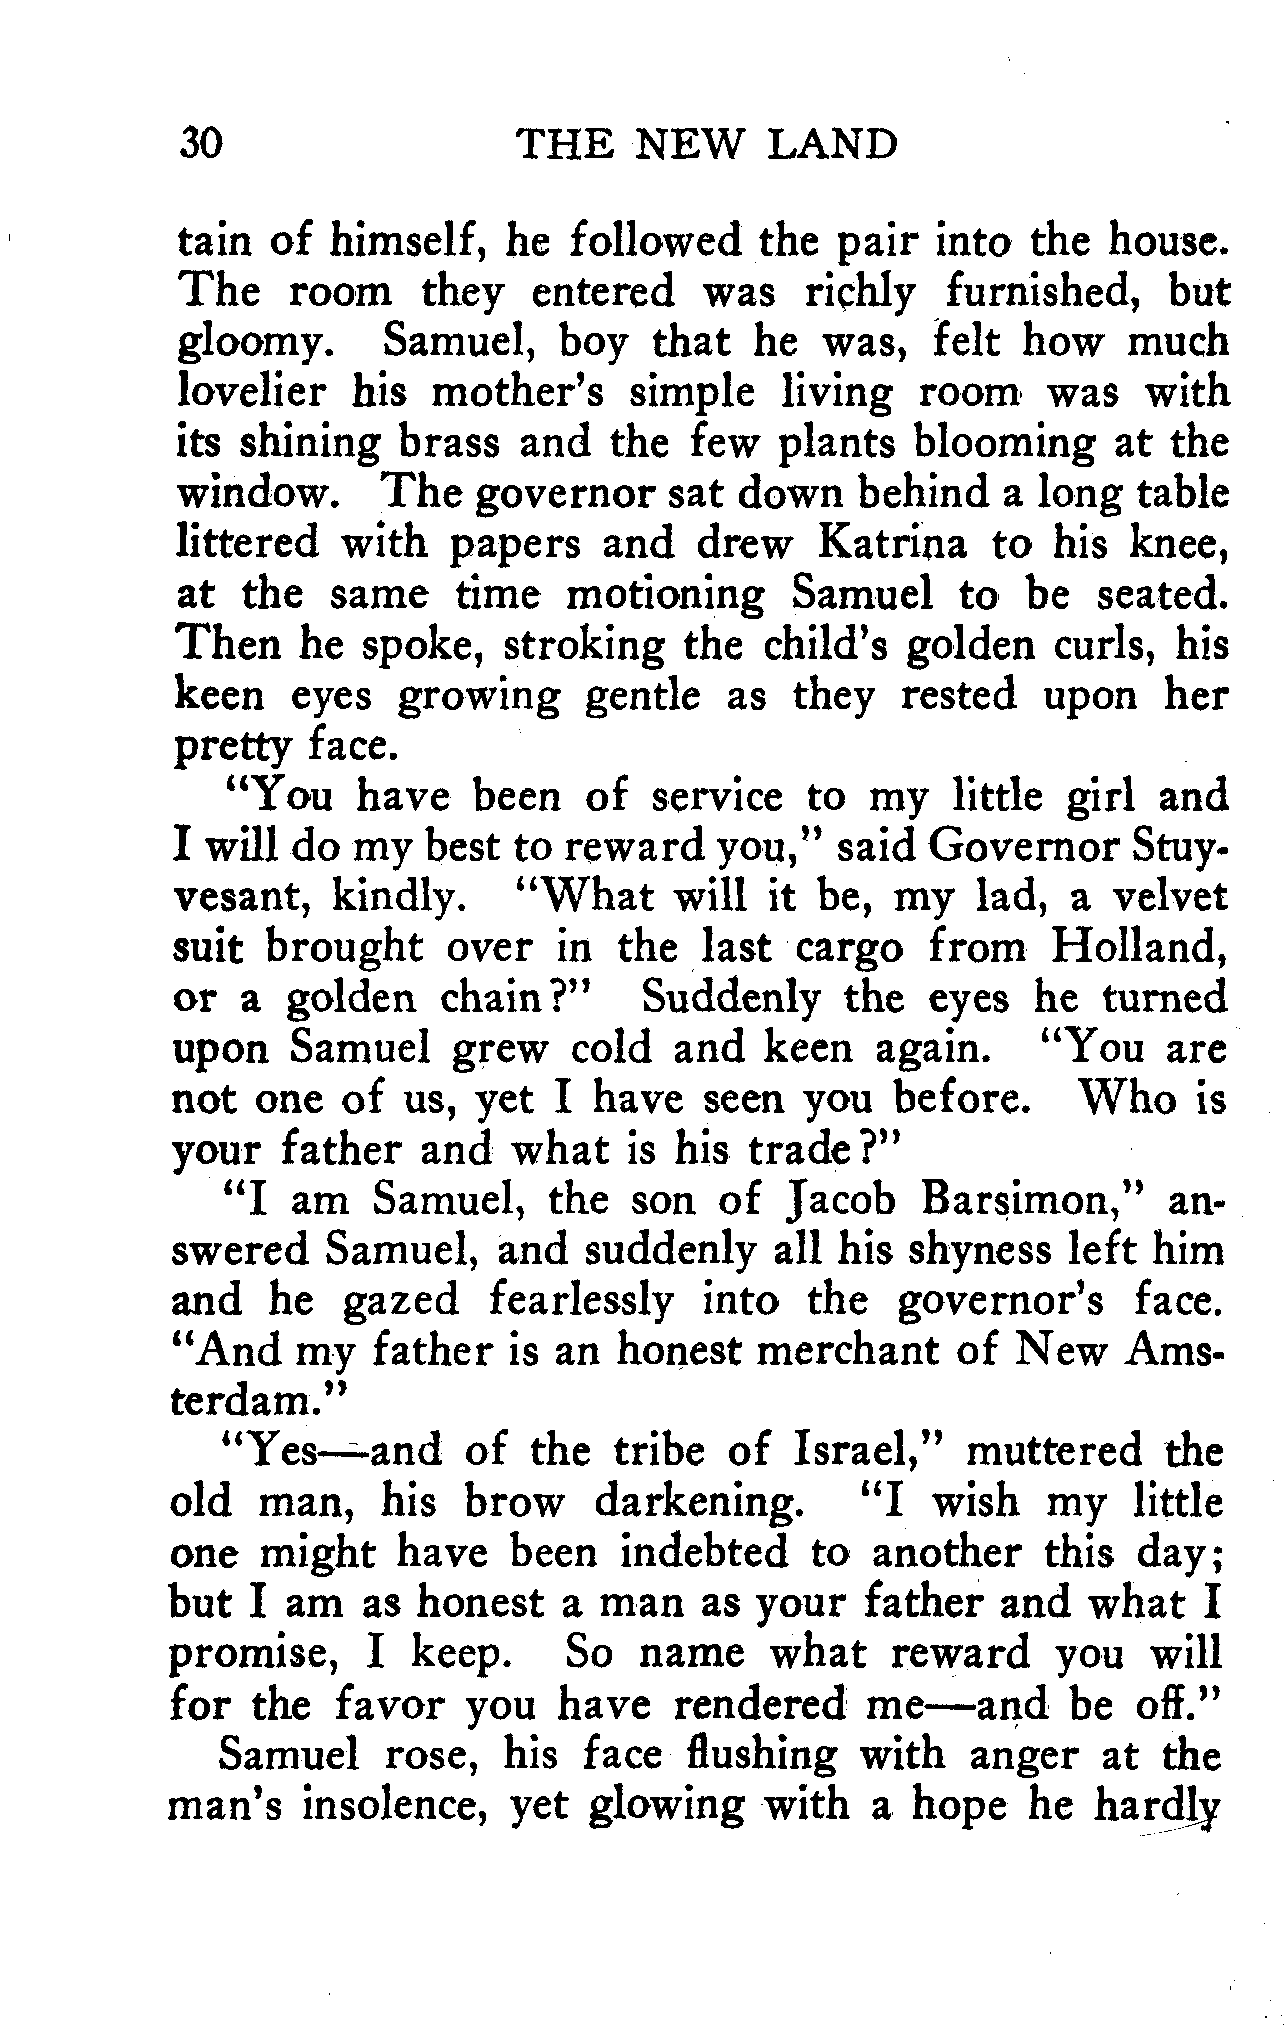 30 THE NEW LAND
tain of himself, he followed the pair into the house.
The room they entered was richly furnished, but
gloomy. Samuel, boy that he was, felt how much
lovelier his mother's simple living room was with
its shining brass and the few plants blooming at the
window. The governor sat down behind a long table
littered with papers and drew Katrina to his knee,
at the same time motioning Samuel to be seated.
Then he spoke, stroking the child's golden curls, his
keen eyes growing gentle as they rested upon her
pretty face.
"You have been of service to my little girl and
I will do my best to reward you," said Governor Stuy-
vesant, kindly. "What will it be, my lad, a velvet
suit brought over in the last cargo from Holland,
or a golden chain?" Suddenly the eyes he turned
upon Samuel grew cold and keen again. "You are
not one of us, yet I have seen you before. Who is
your father and what is his trade?"
"I am Samuel, the son of Jacob Barsimon," an-
swered Samuel, and suddenly all his shyness left him
and he gazed fearlessly into the governor's face.
"And my father is an honest merchant of New Ams-
terdam."
"Yes—and of the tribe of Israel," muttered the
old man, his brow darkening. "I wish my little
one might have been indebted to another this day;
but I am as honest a man as your father and what I
promise, I keep. So name what reward you will
for the favor you have rendered me—and be off."
Samuel rose, his face flushing with anger at the
man's insolence, yet glowing with a hope he hardly